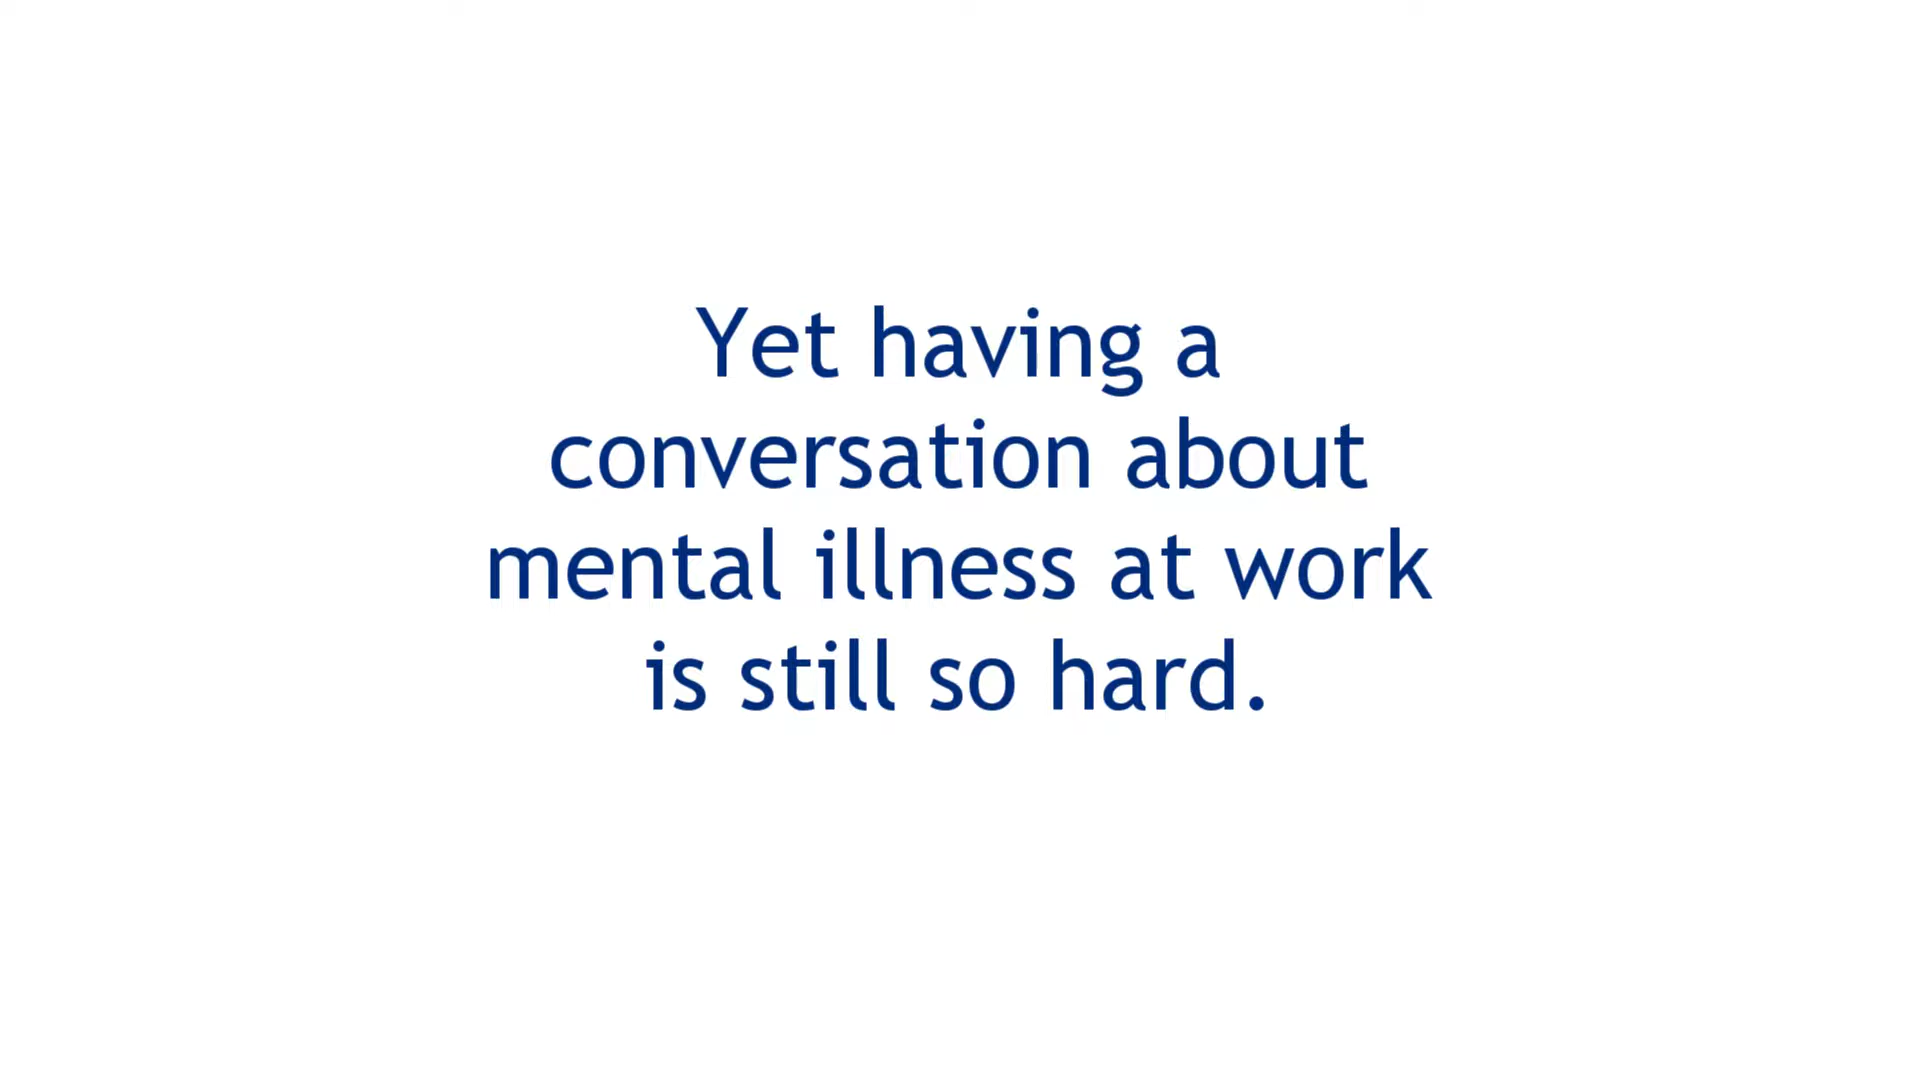 Yet having a
conversation about
mental illness at work
is still so hard.